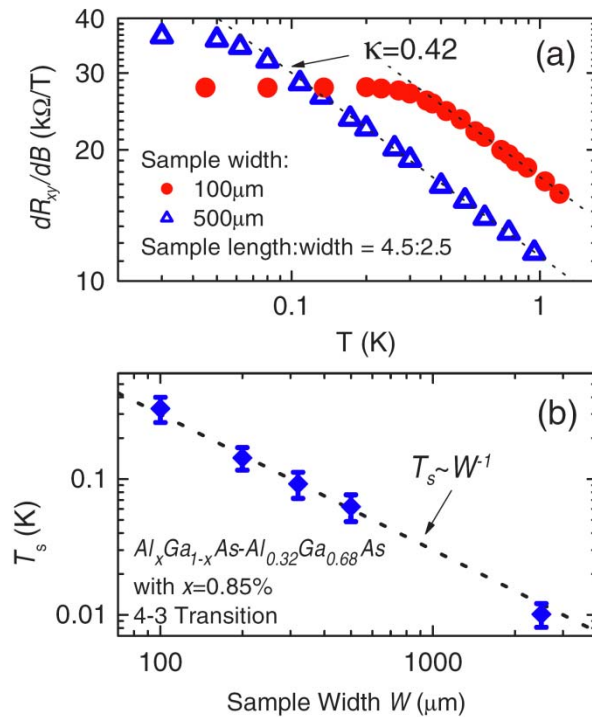 40
30
20
10
dR_xy/dB (kΩ/T)
κ=0.42
(a)
Sample width:
100μm
500μm
Sample length:width = 4.5:2.5
0.1
1
T (K)
(b)
0.1
0.01
T_s (K)
T_s~W^-1
Al_xGa_1-xAs-Al_0.32Ga_0.68As
with x=0.85%
4-3 Transition
100
1000
Sample Width W (μm)